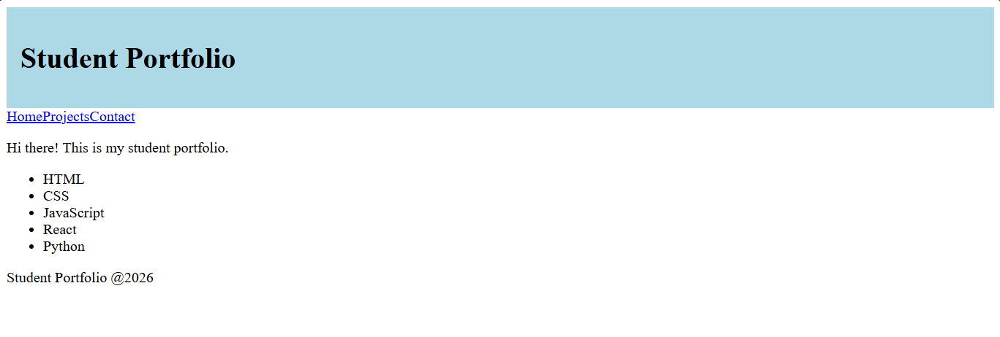 Student Portfolio
HomeProjectsContact
Hi there! This is my student portfolio.
HTML
CSS
JavaScript
React
Python
Student Portfolio @2026